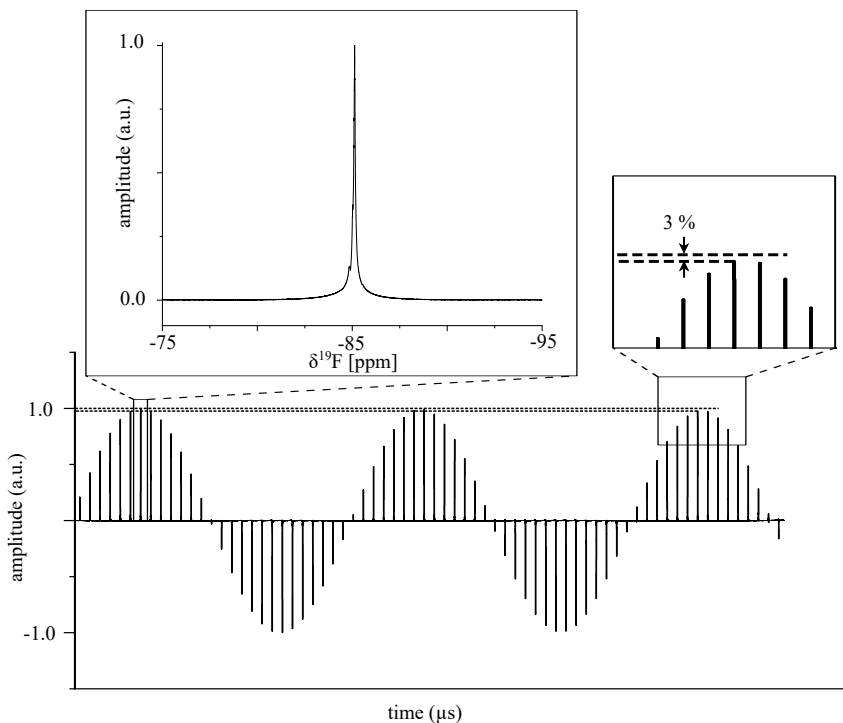 1.0
amplitude (a.u.)
0.0
-75
-85
-95
δ¹⁹F [ppm]
3 %
1.0
amplitude (a.u.)
-1.0
time (µs)